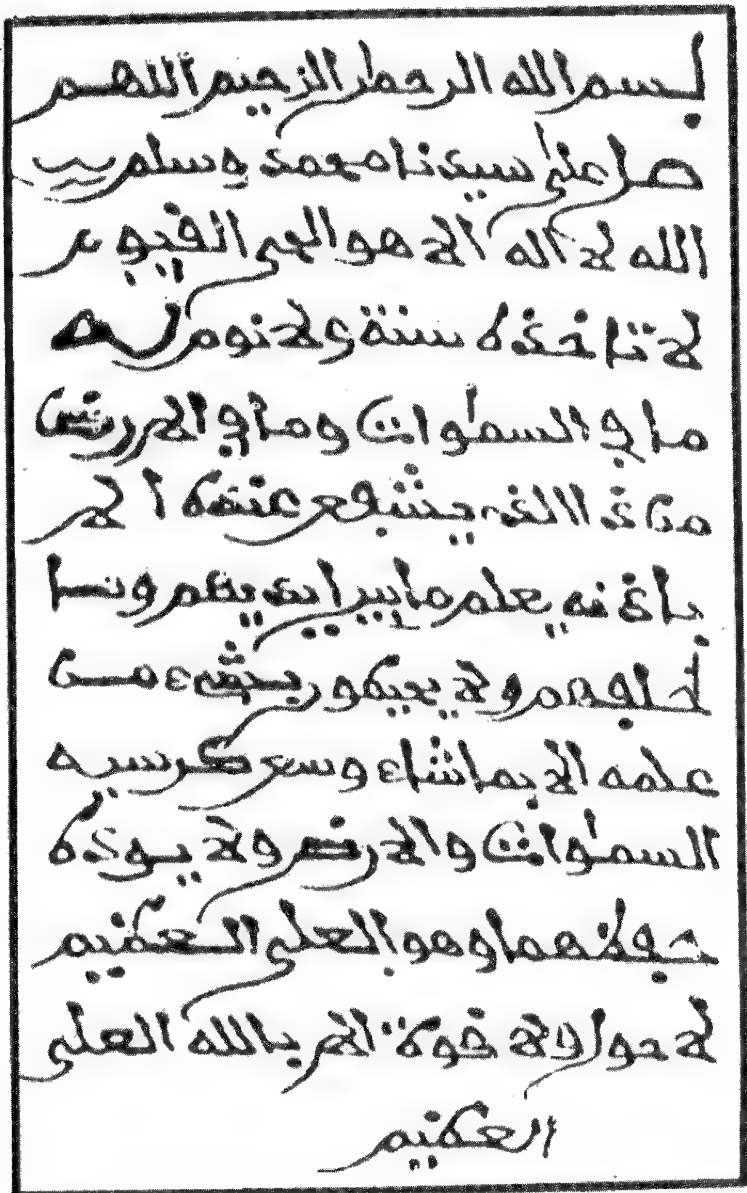 بسم الله الرحمن الرحيم اللهم
صل على سيدنا محمد وسلم
الله لا اله الا هو الحي القيوم
لا تاخذه سنة ولا نوم له
ما في السموات وما في الارض
من ذا الذي يشفع عنده الا
باذنه يعلم ما بين ايديهم وما
خلفهم ولا يحيطون بشيء من
علمه الا بما شاء وسع كرسيه
السموات والارض ولا يـوده
حفظهما وهو العلي العظيم
لا حول ولا قوة الا بالله العلي
العظيم